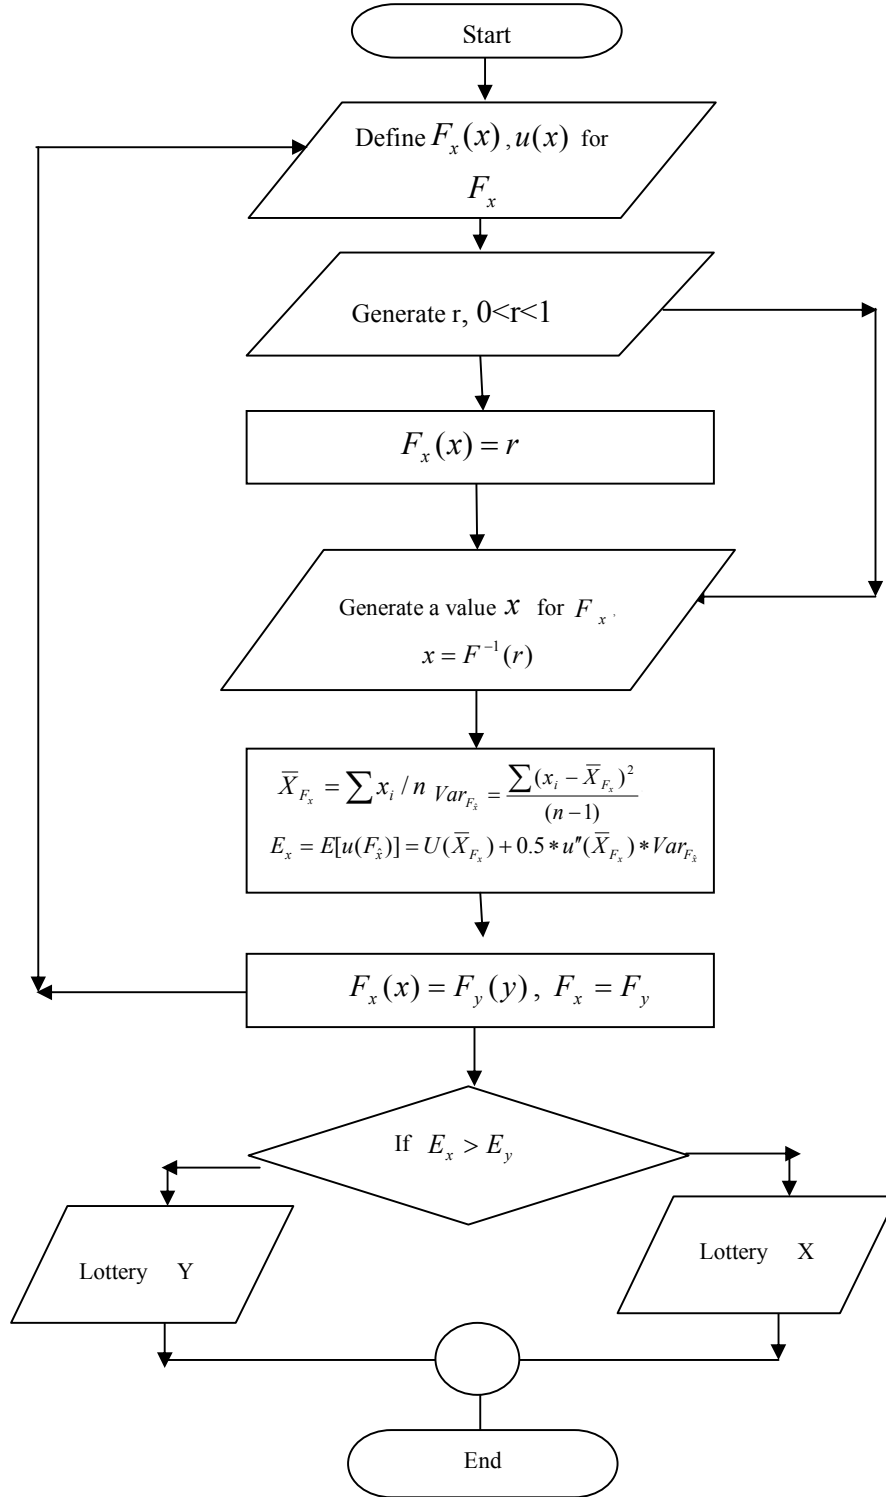 Start
Define F_x(x), u(x) for
F_x
Generate r, 0<r<1
F_x(x) = r
Generate a value x for F_x,
x = F^{-1}(r)
X̄_{F_x} = ∑ x_i / n Var_{F_x̂} = ∑(x_i − X̄_{F_x})² / (n−1)
E_x = E[u(F_x̂)] = U(X̄_{F_x}) + 0.5 * u″(X̄_{F_x}) * Var_{F_x̂}
F_x(x) = F_y(y), F_x = F_y
If E_x > E_y
Lottery Y
Lottery X
End